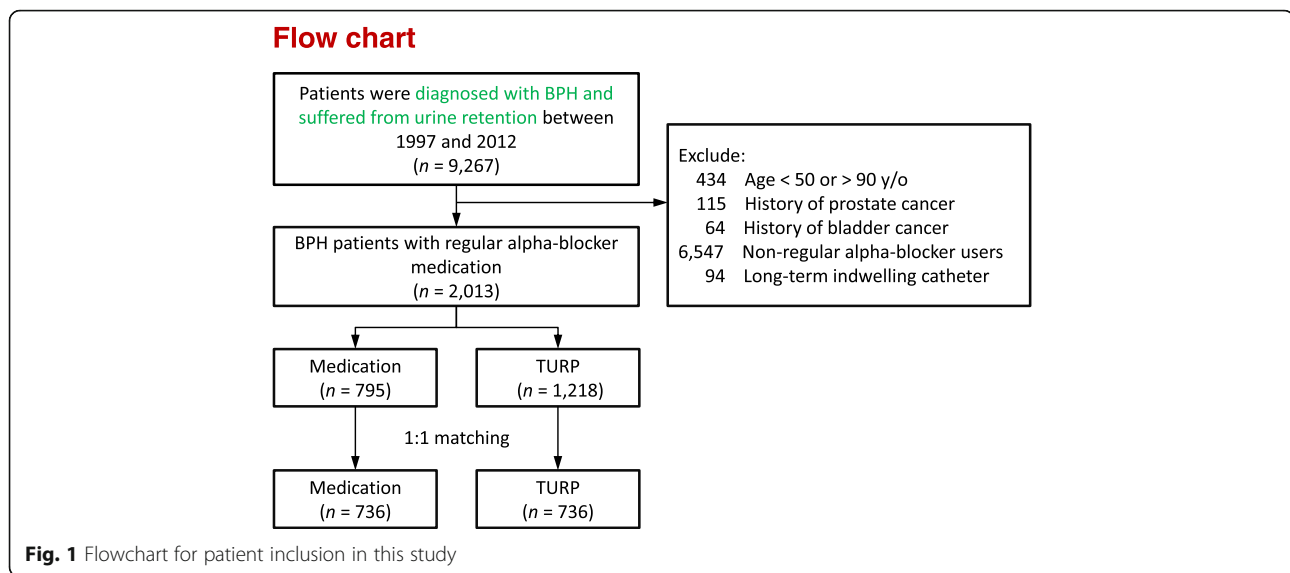 Flow chart
Patients were diagnosed with BPH and
suffered from urine retention between
1997 and 2012
(n = 9,267)
Exclude:
434 Age < 50 or > 90 y/o
115 History of prostate cancer
64 History of bladder cancer
6,547 Non-regular alpha-blocker users
94 Long-term indwelling catheter
BPH patients with regular alpha-blocker
medication
(n = 2,013)
Medication
(n = 795)
TURP
(n = 1,218)
1:1 matching
Medication
(n = 736)
TURP
(n = 736)
Fig. 1 Flowchart for patient inclusion in this study